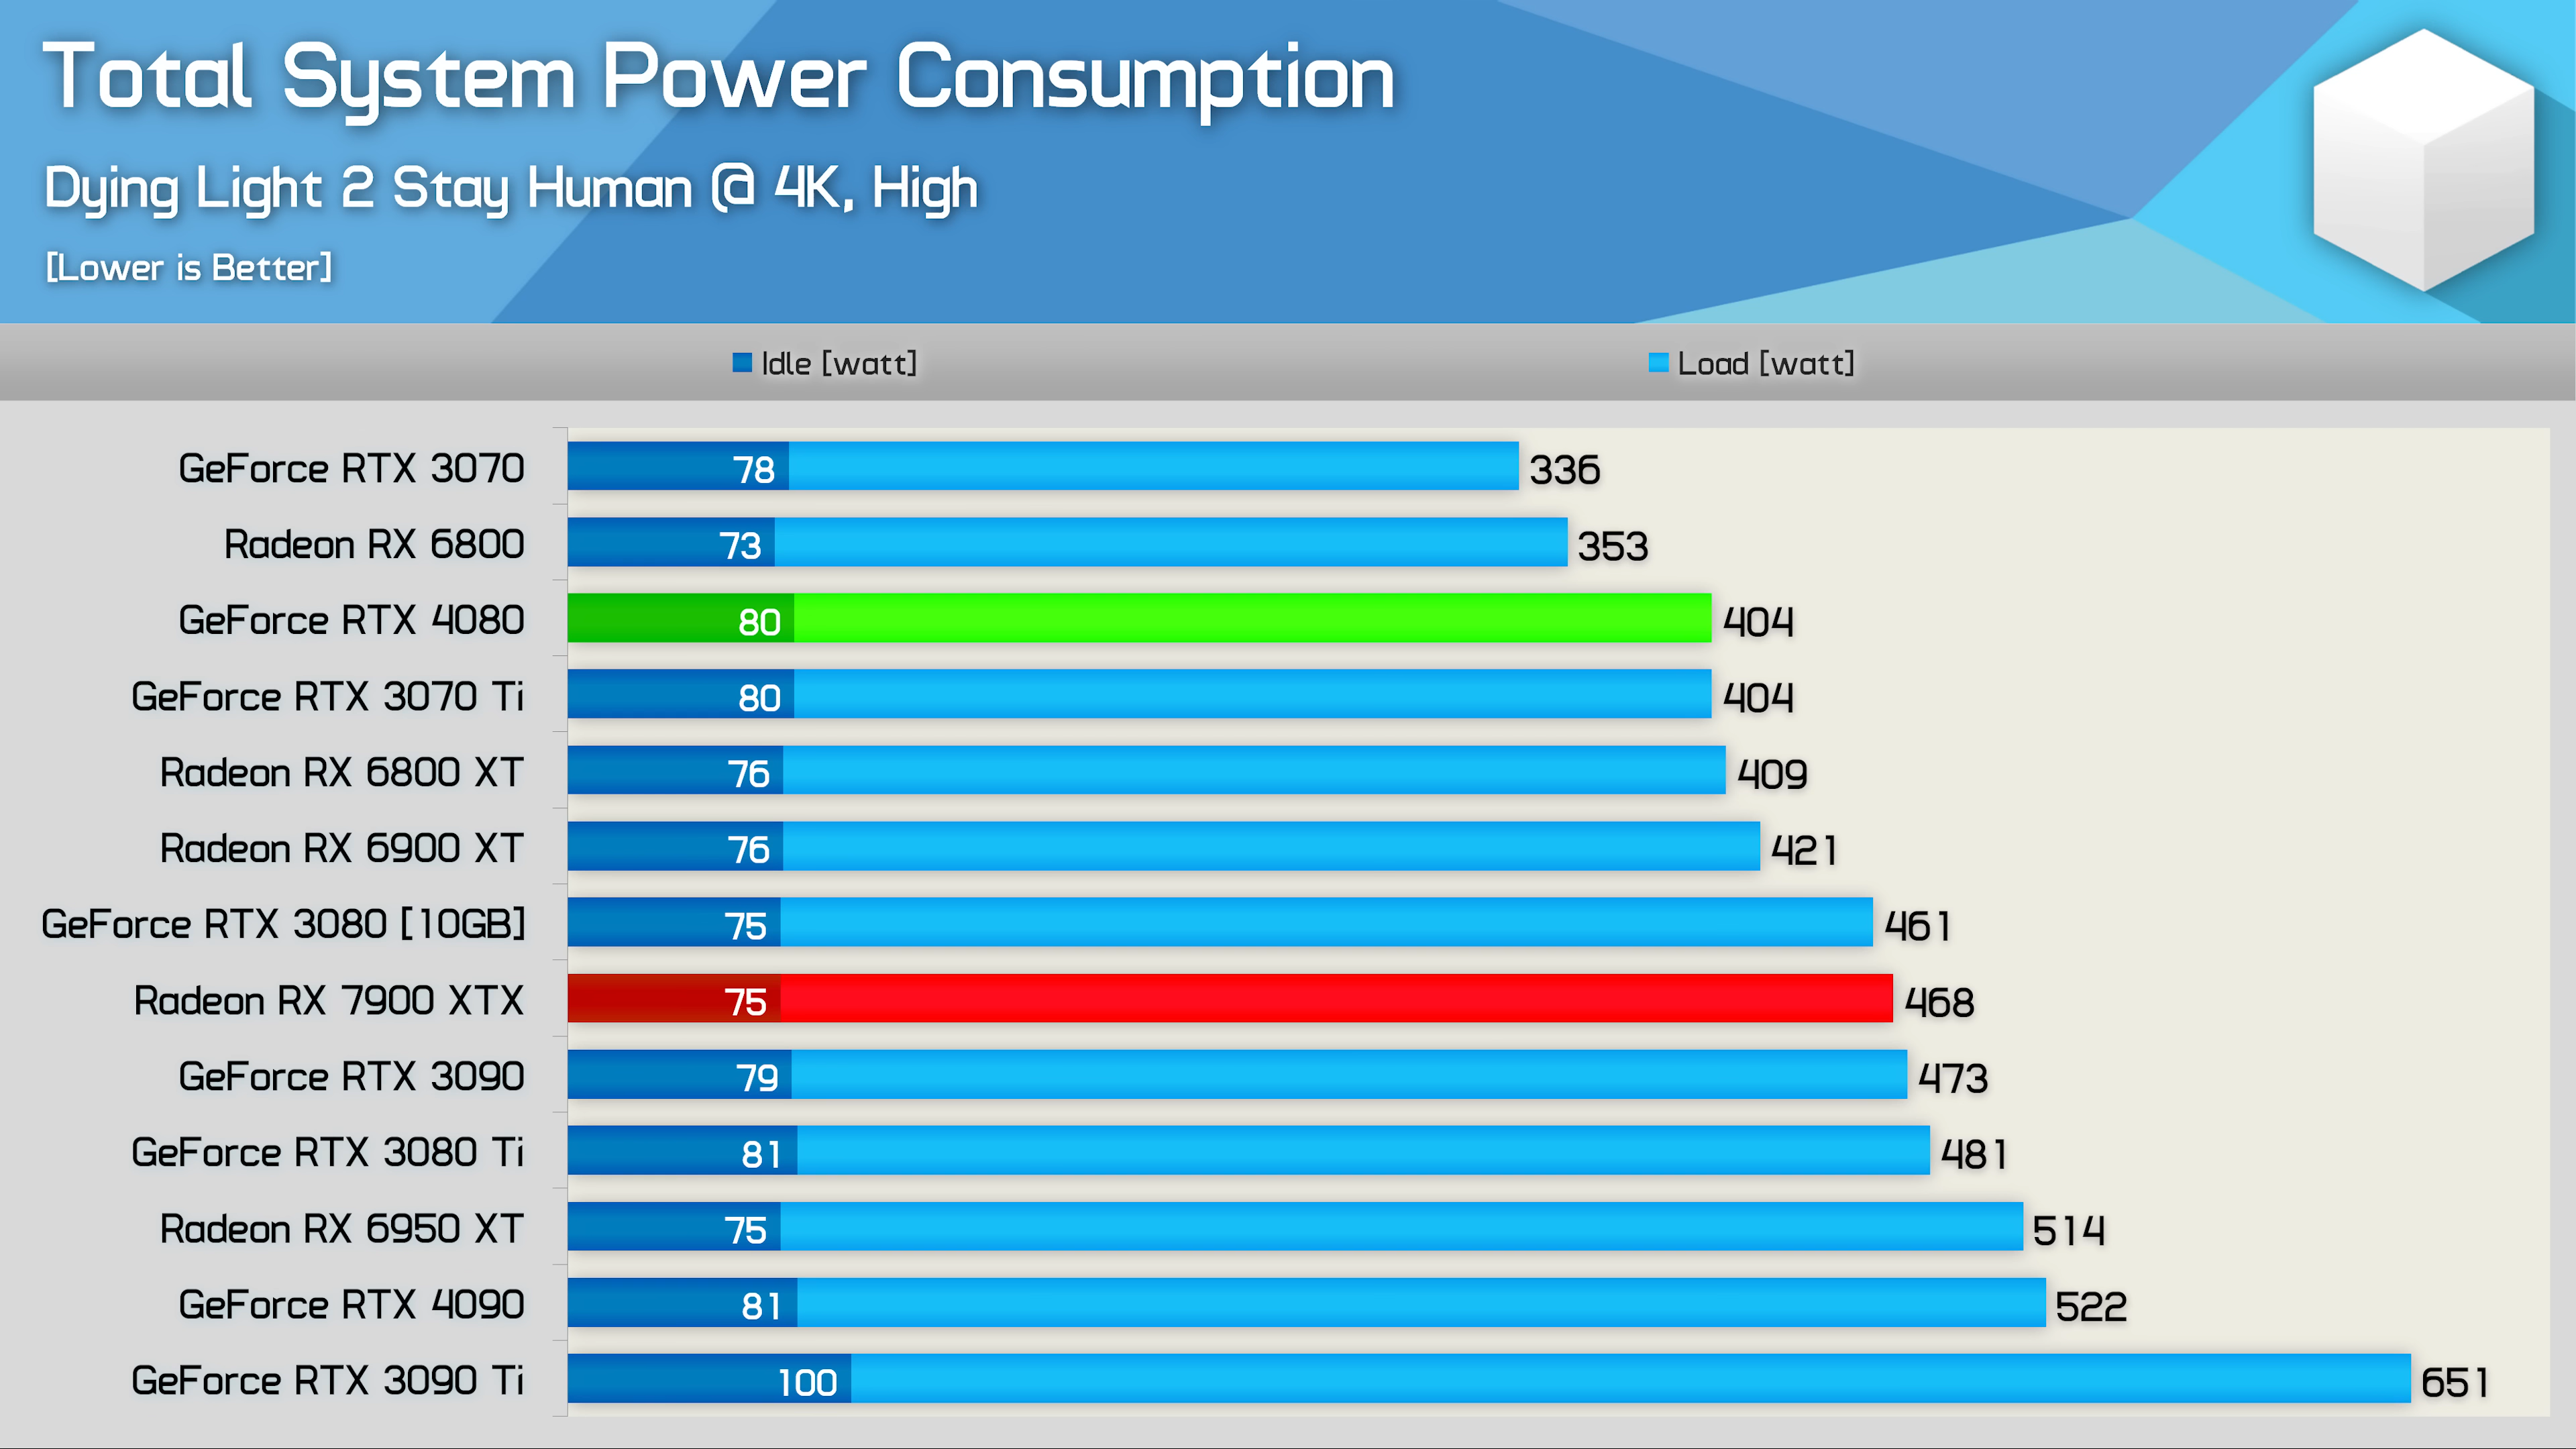 Total System Power Consumption
Dying Light 2 Stay Human @ 4K, High
[Lower is Better]
Idle [watt] Load [watt]
GeForce RTX 3070 78 336
Radeon RX 6800 73 353
GeForce RTX 4080 80 404
GeForce RTX 3070 Ti 80 404
Radeon RX 6800 XT 76 409
Radeon RX 6900 XT 76 421
GeForce RTX 3080 [10GB] 75 461
Radeon RX 7900 XTX 75 468
GeForce RTX 3090 79 473
GeForce RTX 3080 Ti 81 481
Radeon RX 6950 XT 75 514
GeForce RTX 4090 81 522
GeForce RTX 3090 Ti 100 651